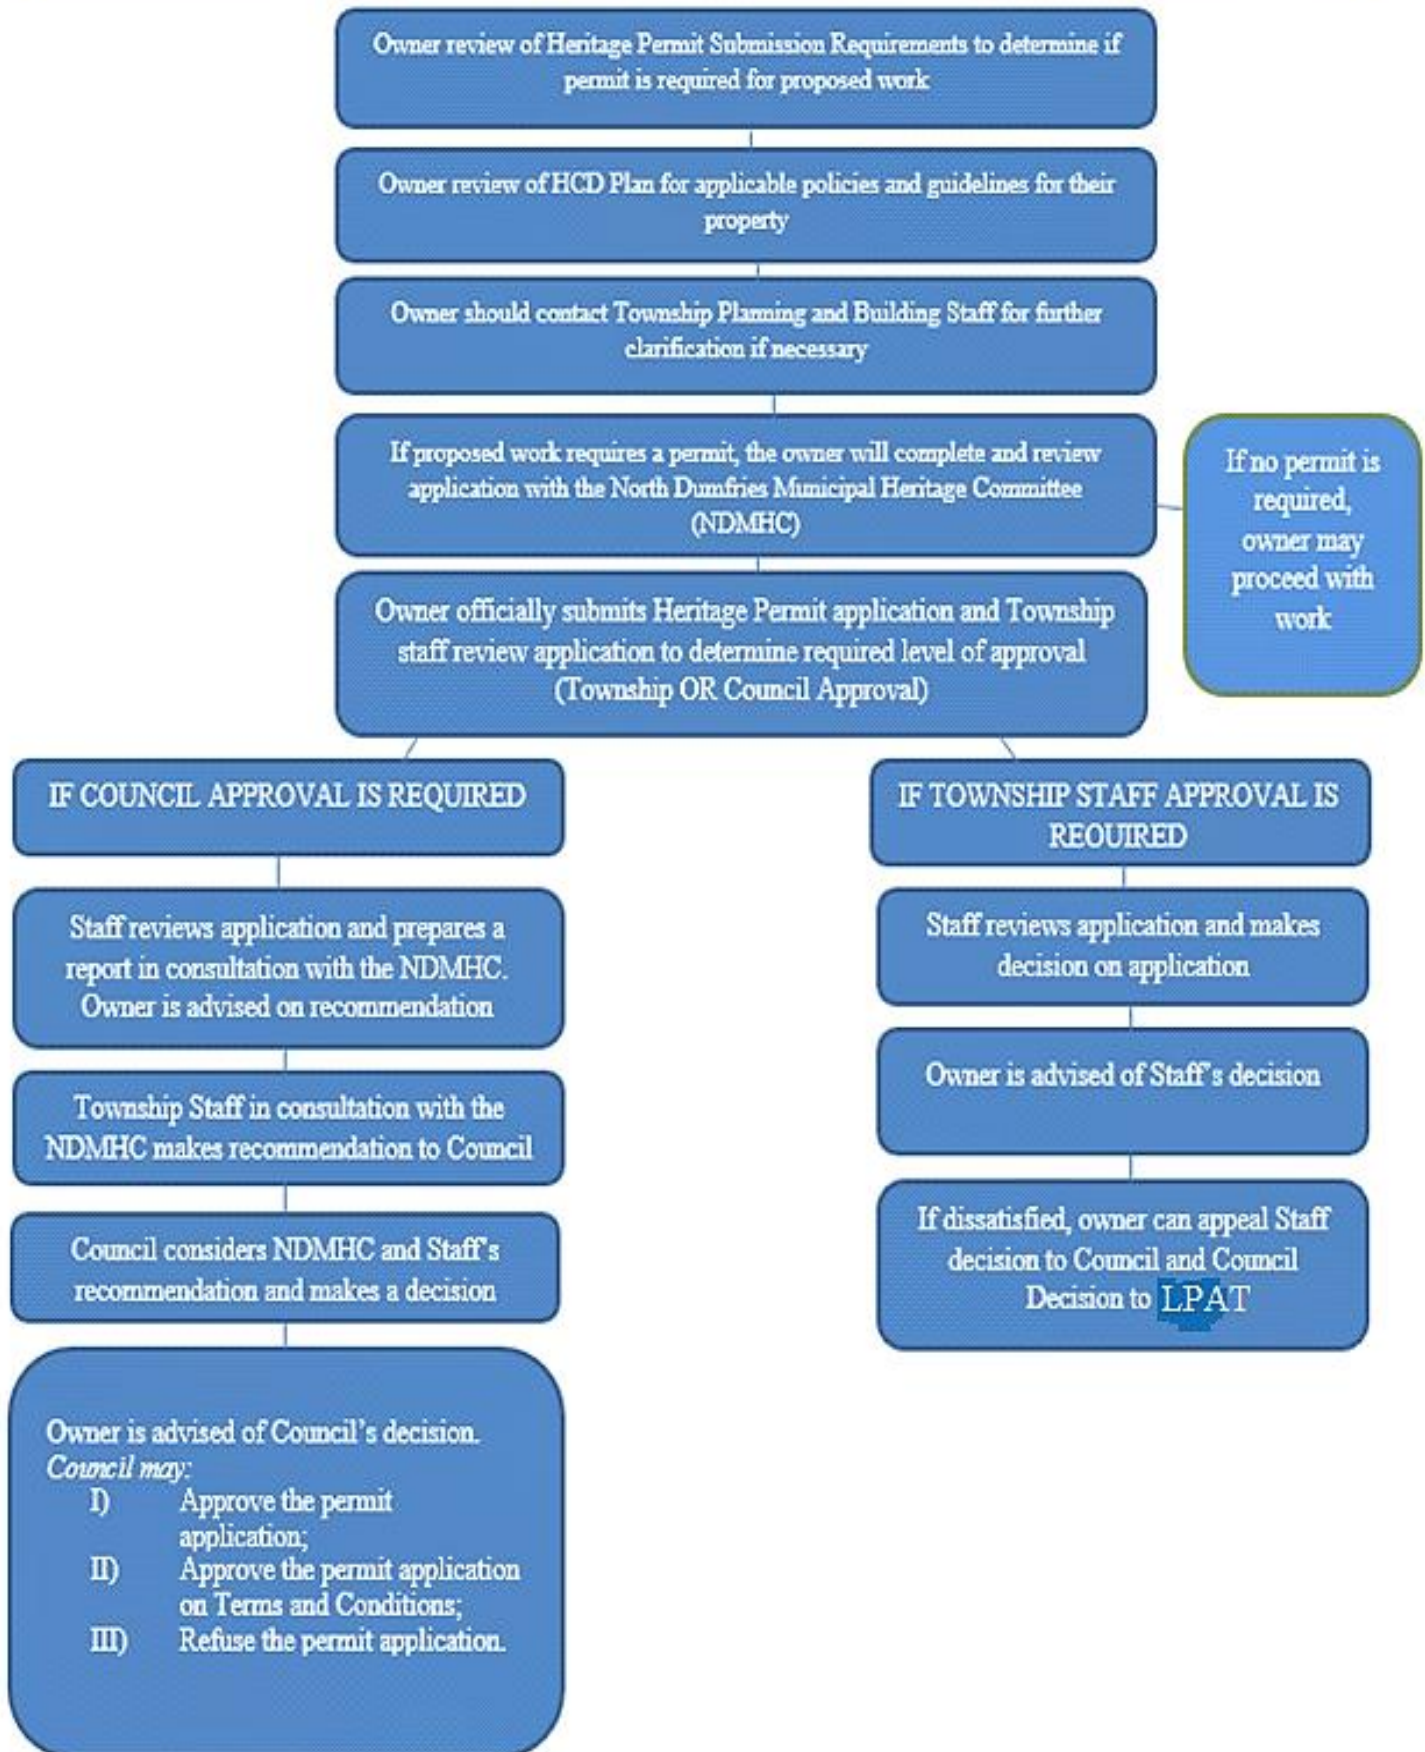 Owner review of Heritage Permit Submission Requirements to determine if
permit is required for proposed work
Owner review of HCD Plan for applicable policies and guidelines for their
property
Owner should contact Township Planning and Building Staff for further
clarification if necessary
If proposed work requires a permit, the owner will complete and review
application with the North Dumfries Municipal Heritage Committee
(NDMHC)
If no permit is
required,
owner may
proceed with
work
Owner officially submits Heritage Permit application and Township
staff review application to determine required level of approval
(Township OR Council Approval)
IF COUNCIL APPROVAL IS REQUIRED
Staff reviews application and prepares a
report in consultation with the NDMHC.
Owner is advised on recommendation
Township Staff in consultation with the
NDMHC makes recommendation to Council
Council considers NDMHC and Staff's
recommendation and makes a decision
Owner is advised of Council's decision.
Council may:
I) Approve the permit
application;
II) Approve the permit application
on Terms and Conditions;
III) Refuse the permit application.
IF TOWNSHIP STAFF APPROVAL IS
REQUIRED
Staff reviews application and makes
decision on application
Owner is advised of Staff's decision
If dissatisfied, owner can appeal Staff
decision to Council and Council
Decision to LPAT